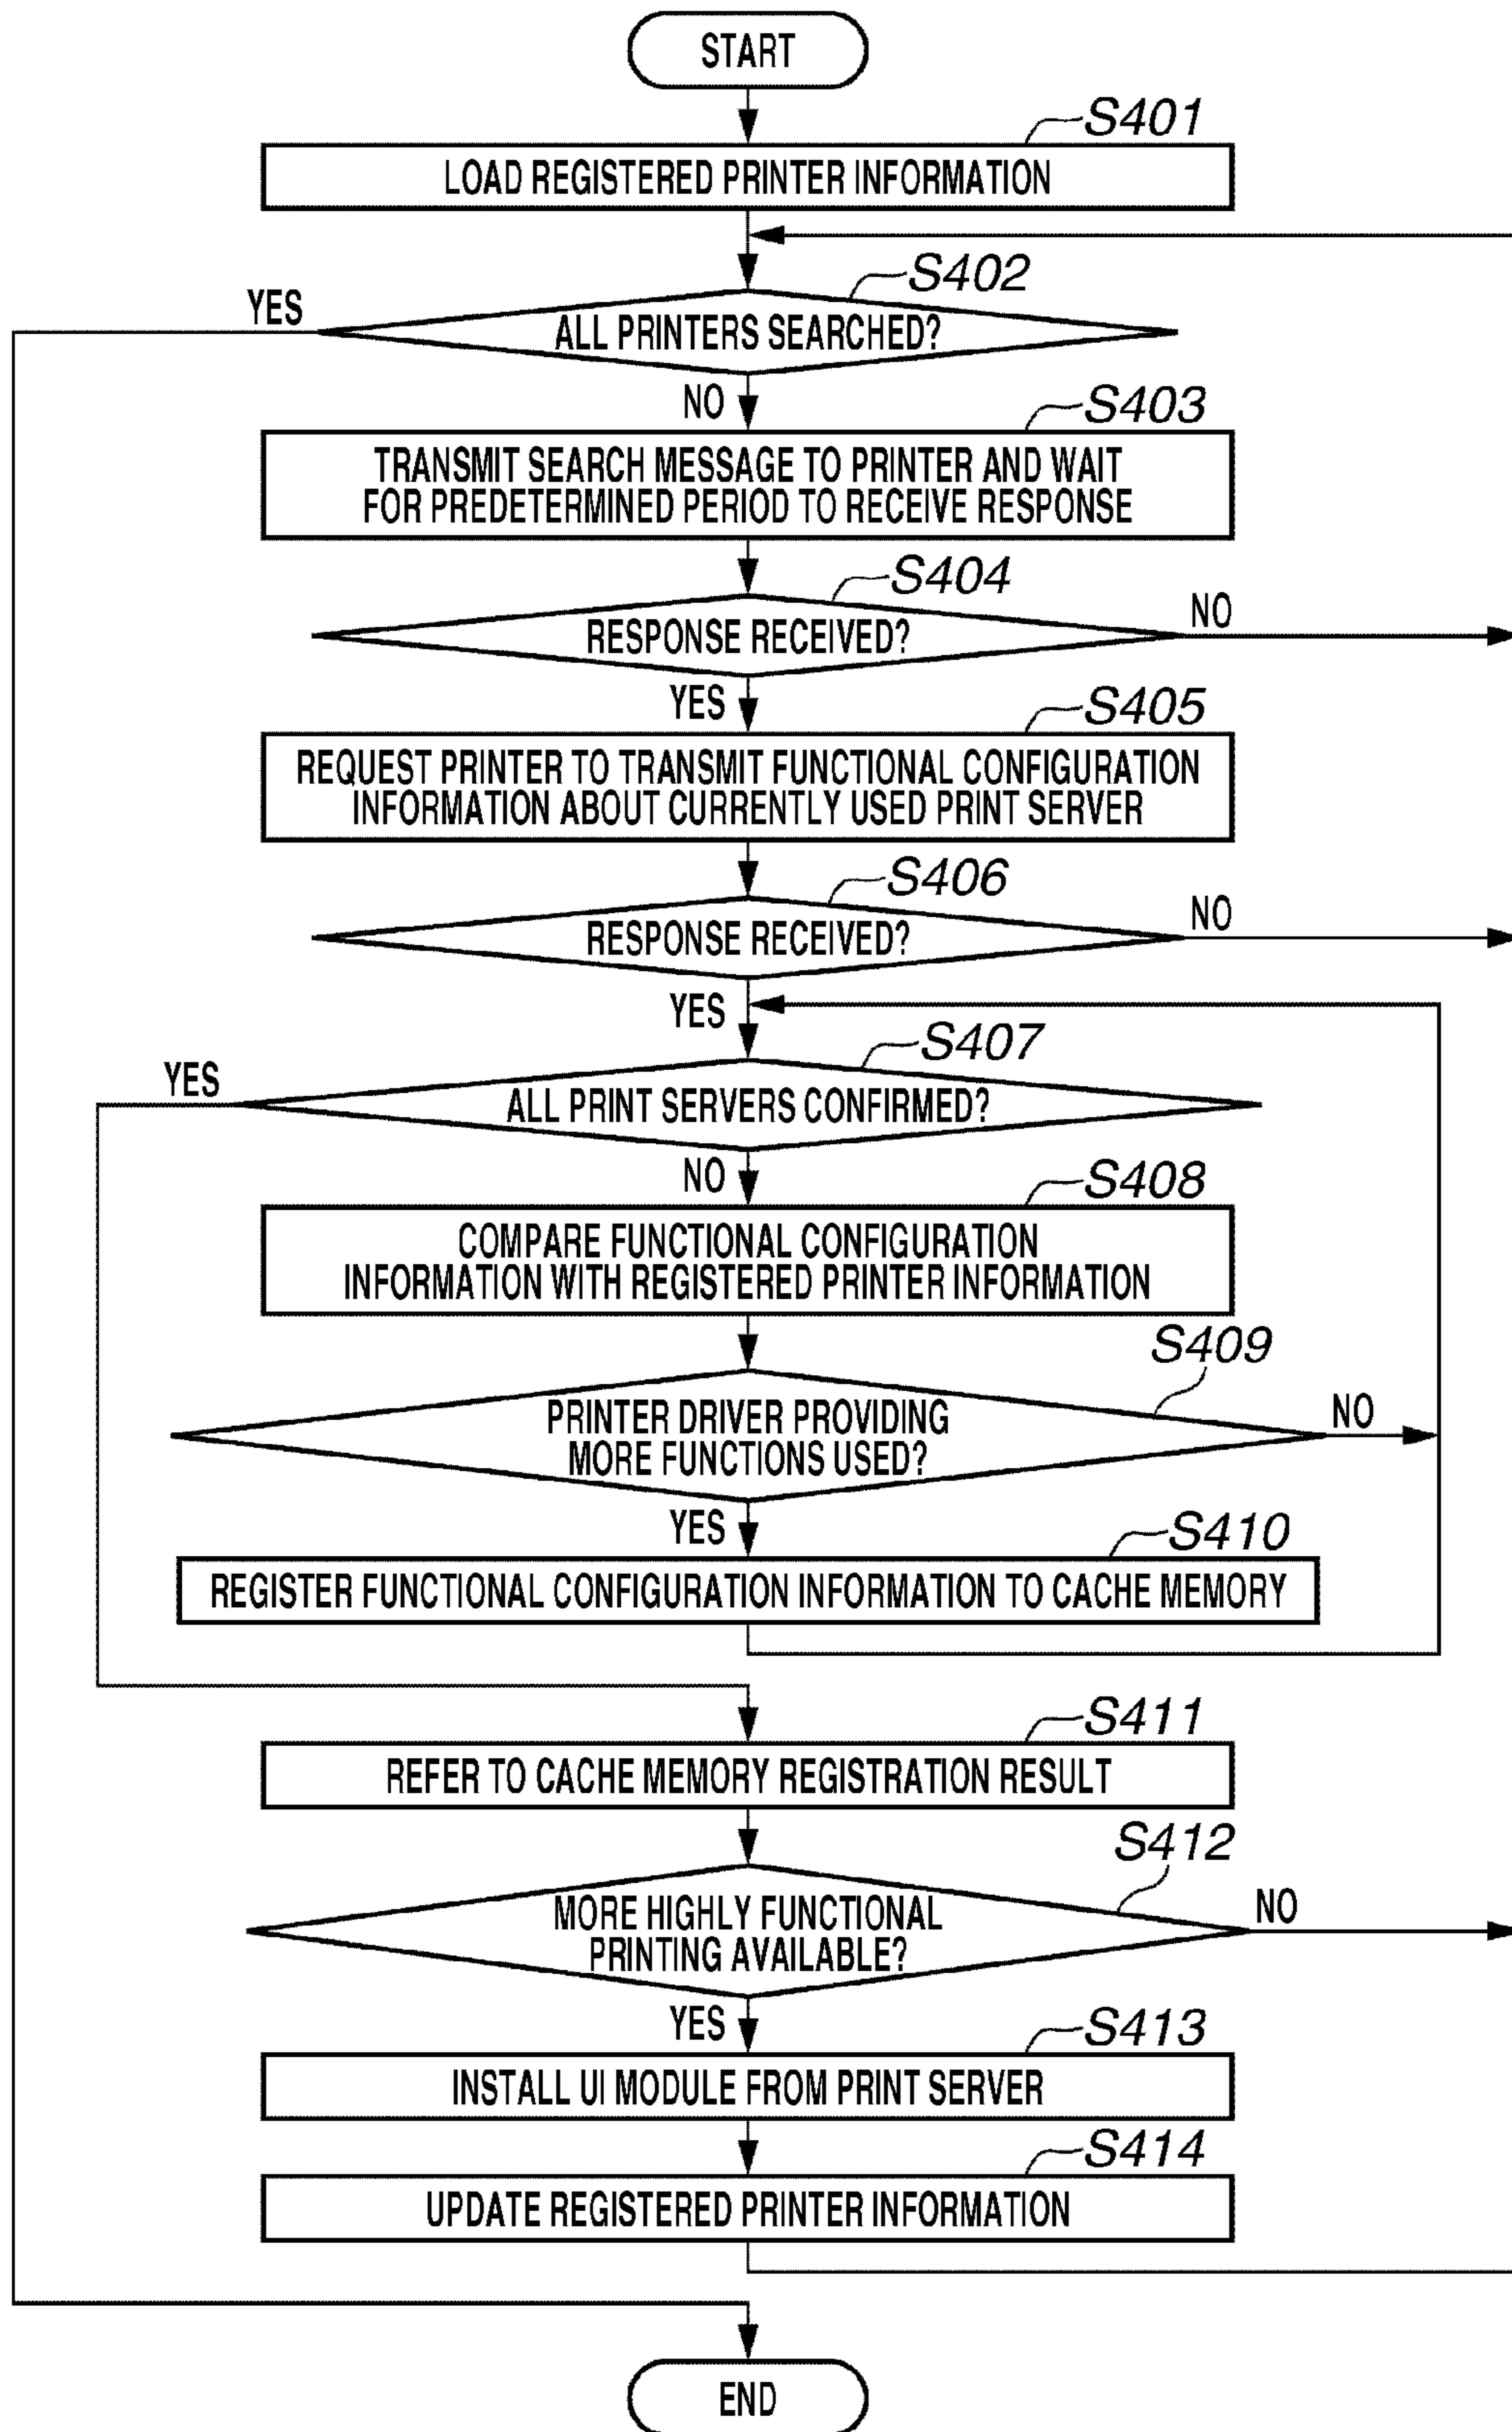 START
S401
LOAD REGISTERED PRINTER INFORMATION
S402
YES
ALL PRINTERS SEARCHED?
NO
S403
TRANSMIT SEARCH MESSAGE TO PRINTER AND WAIT
FOR PREDETERMINED PERIOD TO RECEIVE RESPONSE
S404
NO
RESPONSE RECEIVED?
YES
S405
REQUEST PRINTER TO TRANSMIT FUNCTIONAL CONFIGURATION
INFORMATION ABOUT CURRENTLY USED PRINT SERVER
S406
NO
RESPONSE RECEIVED?
YES
S407
YES
ALL PRINT SERVERS CONFIRMED?
NO
S408
COMPARE FUNCTIONAL CONFIGURATION
INFORMATION WITH REGISTERED PRINTER INFORMATION
S409
NO
PRINTER DRIVER PROVIDING
MORE FUNCTIONS USED?
YES
S410
REGISTER FUNCTIONAL CONFIGURATION INFORMATION TO CACHE MEMORY
S411
REFER TO CACHE MEMORY REGISTRATION RESULT
S412
NO
MORE HIGHLY FUNCTIONAL
PRINTING AVAILABLE?
YES
S413
INSTALL UI MODULE FROM PRINT SERVER
S414
UPDATE REGISTERED PRINTER INFORMATION
END